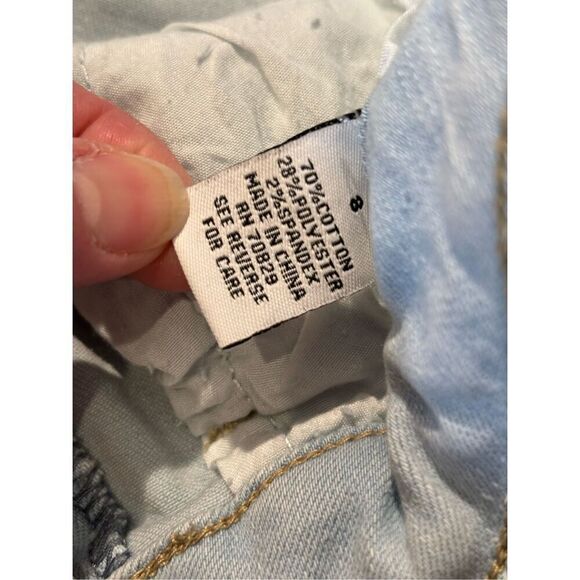 8
70%COTTON
28%POLYESTER
2%SPANDEX
MADE IN CHINA
RN 70829
SEE REVERSE
FOR CARE